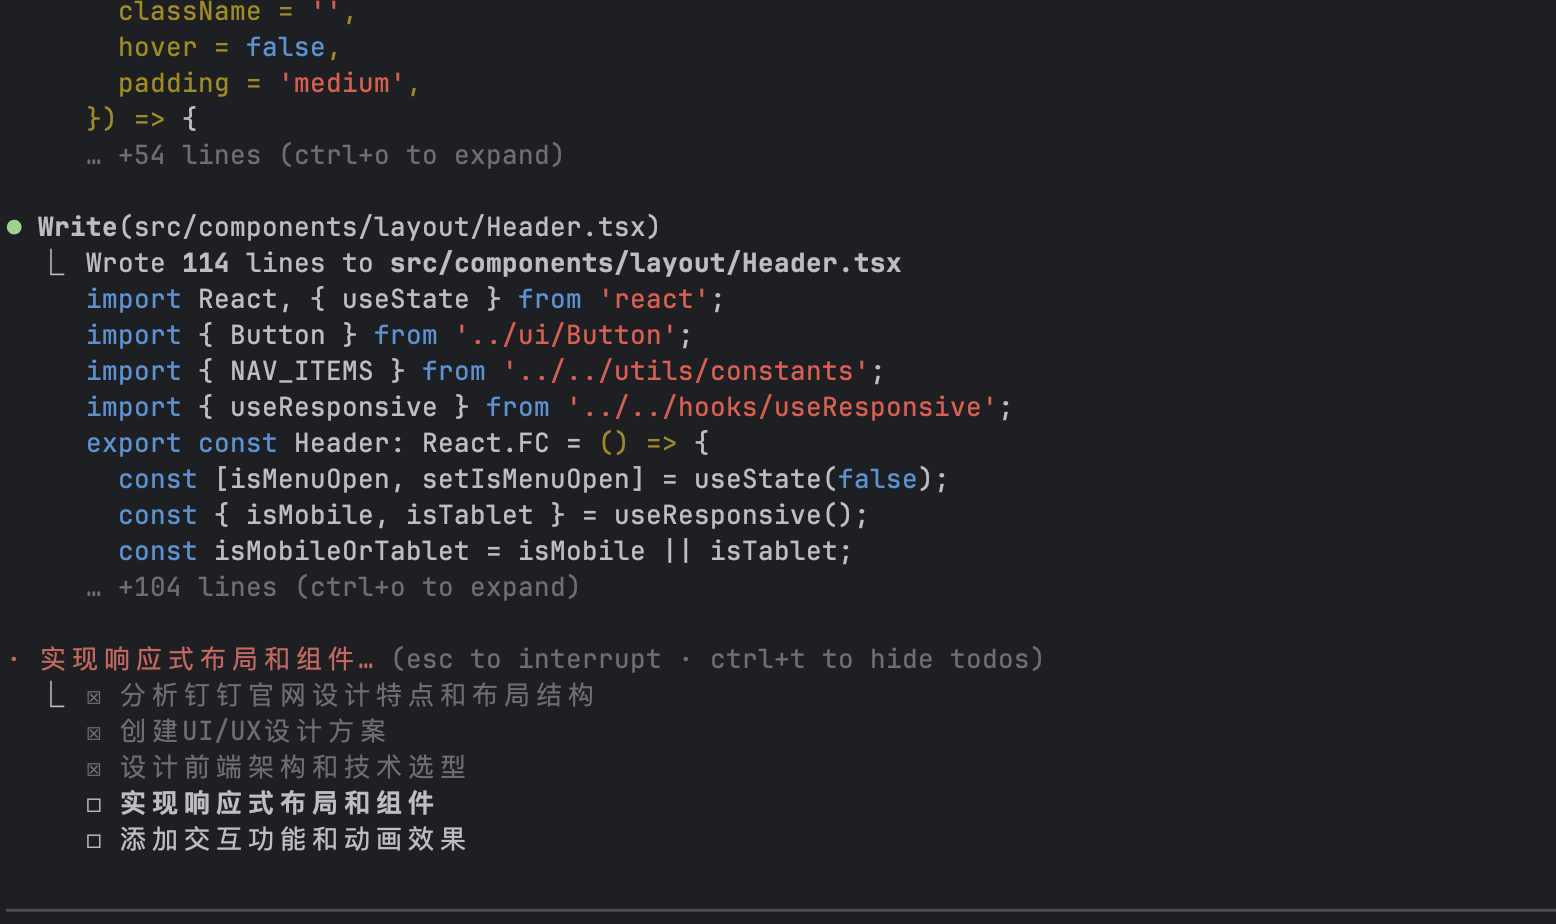 className = '',
hover = false,
padding = 'medium',
}) => {
… +54 lines (ctrl+o to expand)
● Write(src/components/layout/Header.tsx)
⎿ Wrote 114 lines to src/components/layout/Header.tsx
import React, { useState } from 'react';
import { Button } from '../ui/Button';
import { NAV_ITEMS } from '../../utils/constants';
import { useResponsive } from '../../hooks/useResponsive';
export const Header: React.FC = () => {
const [isMenuOpen, setIsMenuOpen] = useState(false);
const { isMobile, isTablet } = useResponsive();
const isMobileOrTablet = isMobile || isTablet;
… +104 lines (ctrl+o to expand)
· 实现响应式布局和组件… (esc to interrupt · ctrl+t to hide todos)
⎿ ☒ 分析钉钉官网设计特点和布局结构
☒ 创建UI/UX设计方案
☒ 设计前端架构和技术选型
☐ 实现响应式布局和组件
☐ 添加交互功能和动画效果